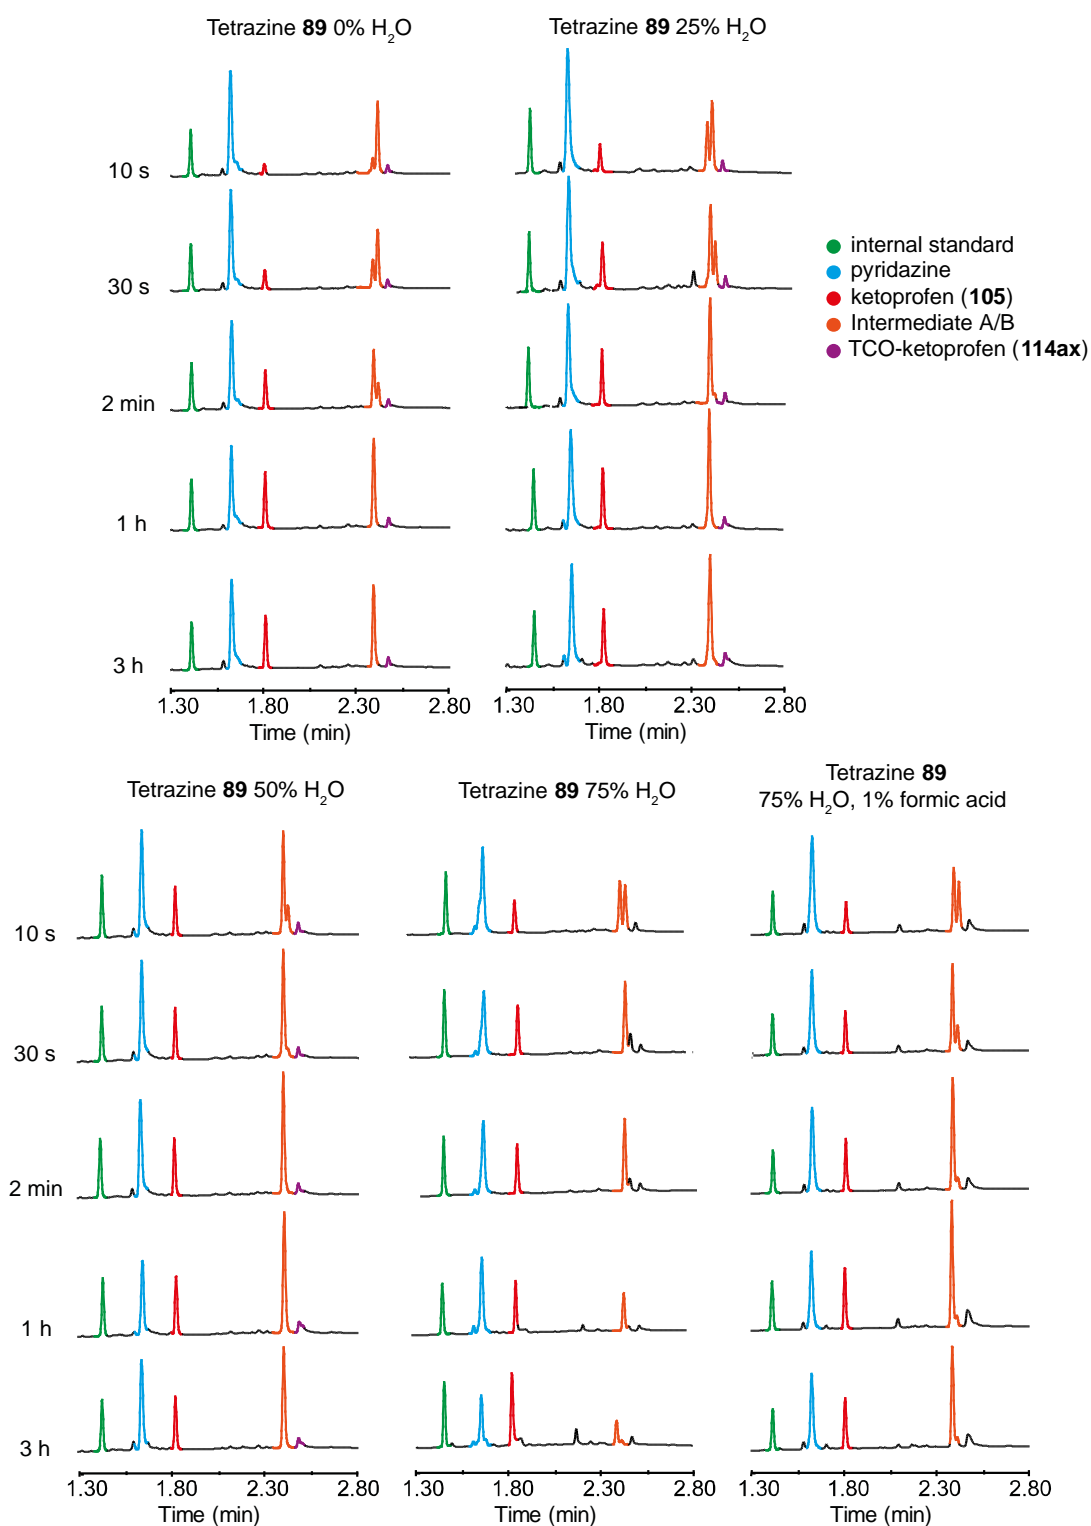 Tetrazine 89 0% H₂O
Tetrazine 89 25% H₂O
10 s
30 s
2 min
1 h
3 h
internal standard
pyridazine
ketoprofen (105)
Intermediate A/B
TCO-ketoprofen (114ax)
1.30 1.80 2.30 2.80
Time (min)
1.30 1.80 2.30 2.80
Time (min)
Tetrazine 89 50% H₂O
Tetrazine 89 75% H₂O
Tetrazine 89
75% H₂O, 1% formic acid
10 s
30 s
2 min
1 h
3 h
1.30 1.80 2.30 2.80
Time (min)
1.30 1.80 2.30 2.80
Time (min)
1.30 1.80 2.30 2.80
Time (min)